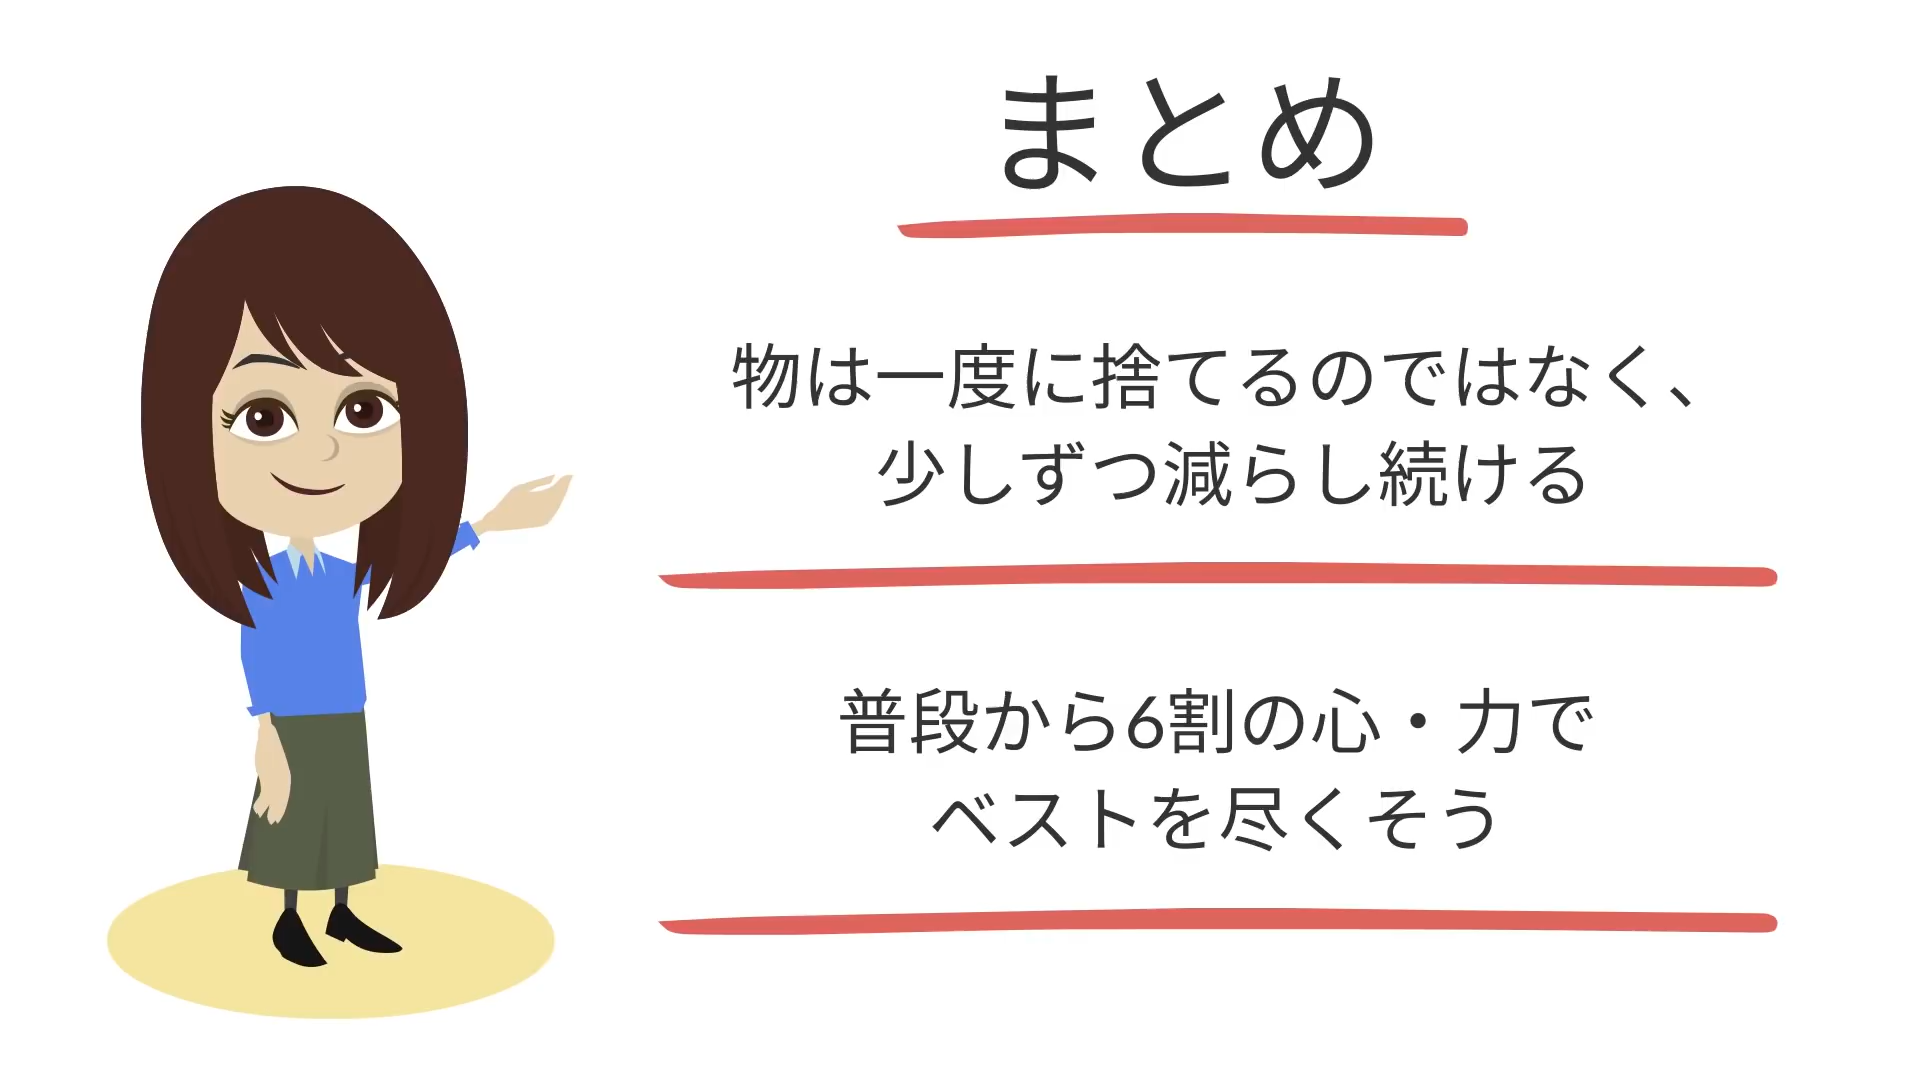 まとめ
物は一度に捨てるのではなく、
少しずつ減らし続ける
普段から6割の心・力で
ベストを尽くそう